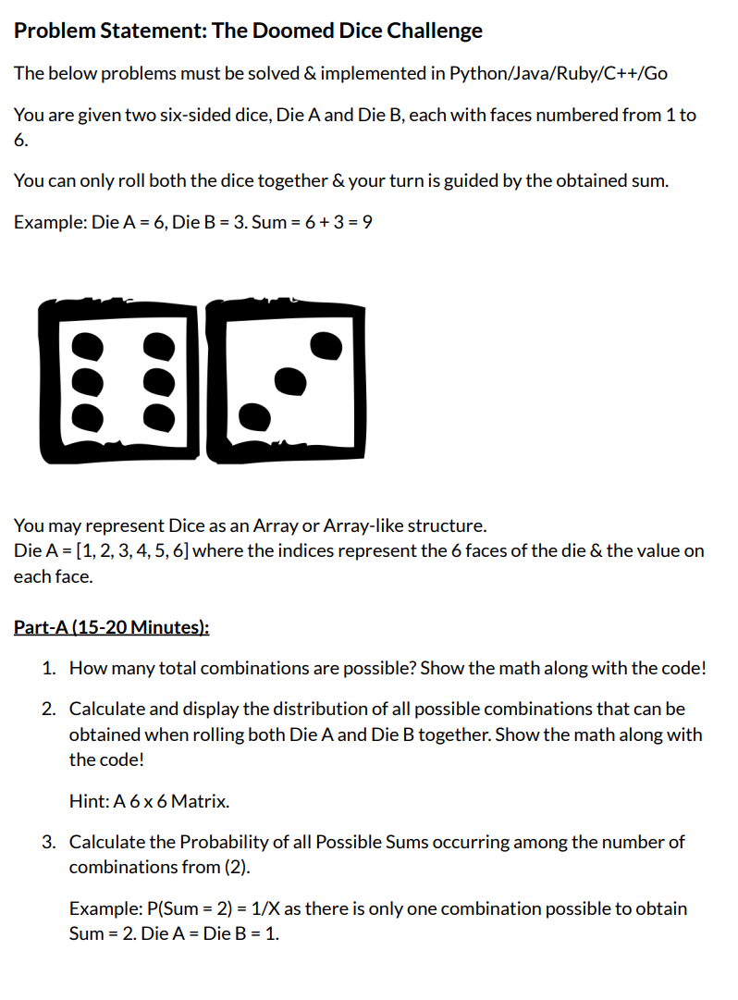 Problem Statement: The Doomed Dice Challenge
The below problems must be solved & implemented in Python/Java/Ruby/C++/Go
You are given two six-sided dice, Die A and Die B, each with faces numbered from 1 to
6.
You can only roll both the dice together & your turn is guided by the obtained sum.
Example: Die A = 6, Die B = 3. Sum = 6 + 3 = 9
You may represent Dice as an Array or Array-like structure.
Die A = [1, 2, 3, 4, 5, 6] where the indices represent the 6 faces of the die & the value on
each face.
Part-A (15-20 Minutes):
1. How many total combinations are possible? Show the math along with the code!
2. Calculate and display the distribution of all possible combinations that can be
obtained when rolling both Die A and Die B together. Show the math along with
the code!
Hint: A 6 x 6 Matrix.
3. Calculate the Probability of all Possible Sums occurring among the number of
combinations from (2).
Example: P(Sum = 2) = 1/X as there is only one combination possible to obtain
Sum = 2. Die A = Die B = 1.